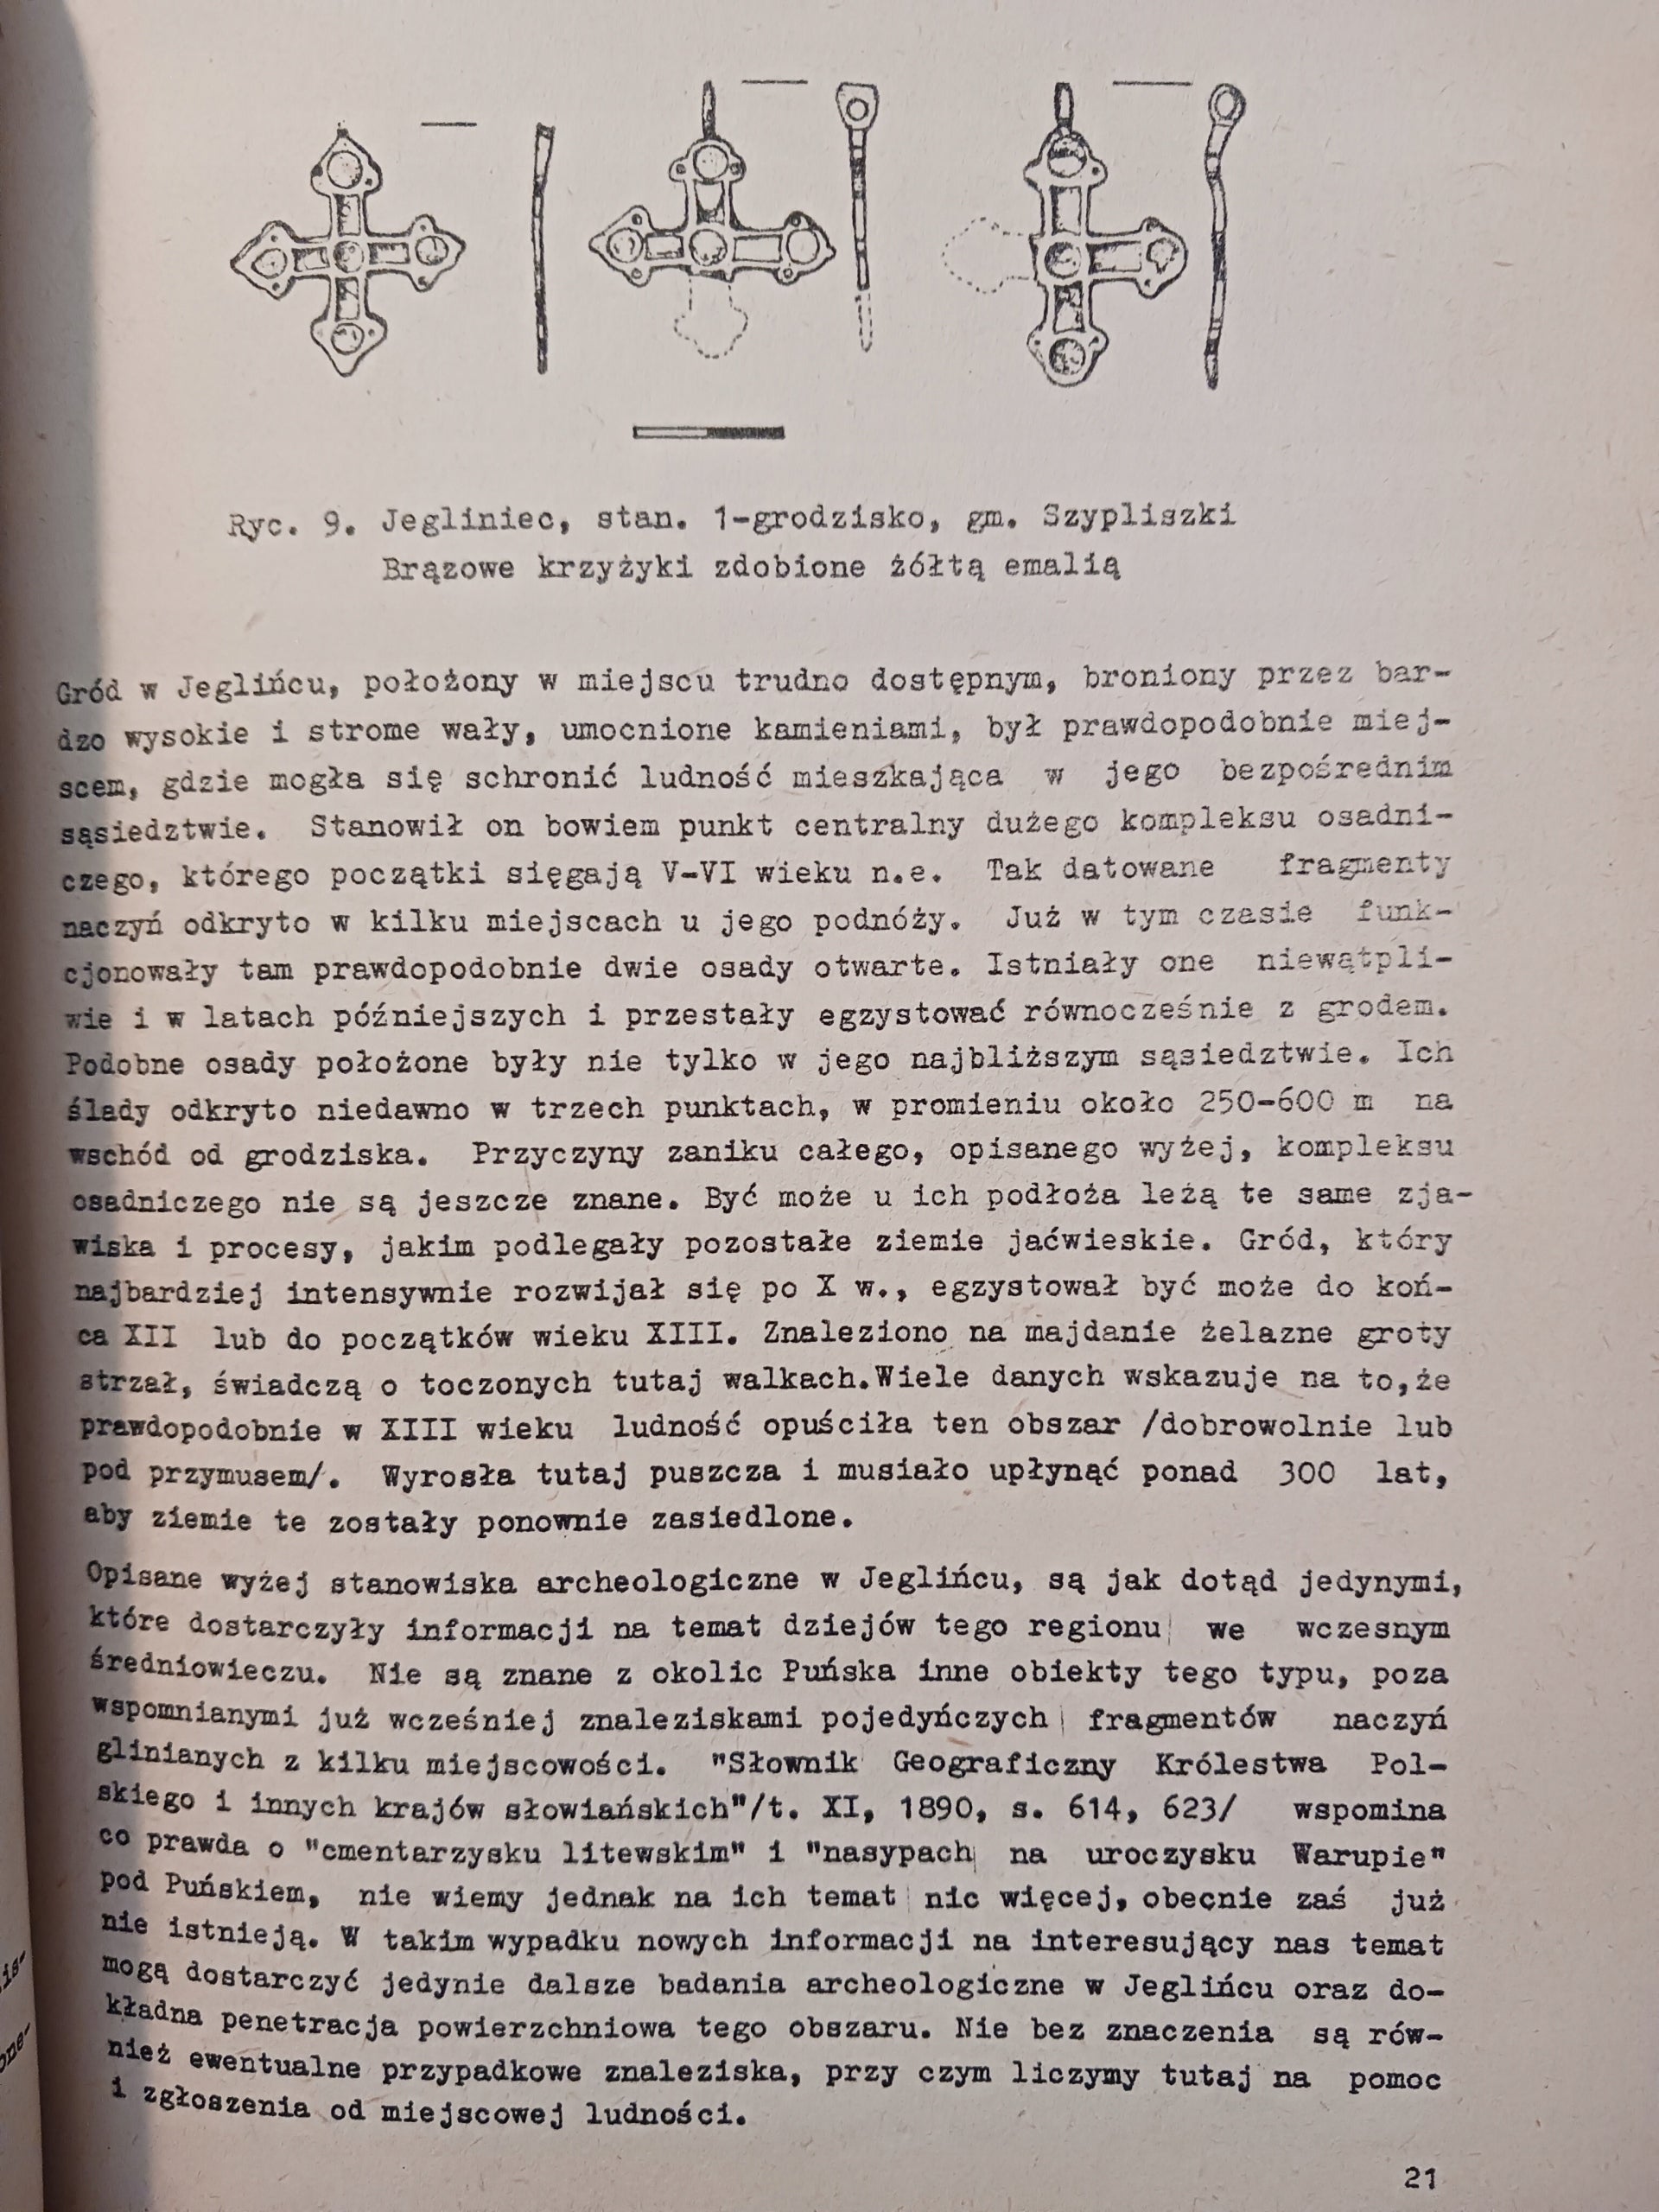 Ryc. 9. Jegliniec, stan. 1-grodzisko, gm. Szypliszki
Brązowe krzyżyki zdobione żółtą emalią
Gród w Jeglińcu, położony w miejscu trudno dostępnym, broniony przez bar-
dzo wysokie i strome wały, umocnione kamieniami, był prawdopodobnie miej-
scem, gdzie mogła się schronić ludność mieszkająca w jego bezpośrednim
sąsiedztwie. Stanowił on bowiem punkt centralny dużego kompleksu osadni-
czego, którego początki sięgają V-VI wieku n.e. Tak datowane fragmenty
naczyń odkryto w kilku miejscach u jego podnóży. Już w tym czasie funk-
cjonowały tam prawdopodobnie dwie osady otwarte. Istniały one niewątpli-
wie i w latach późniejszych i przestały egzystować równocześnie z grodem.
Podobne osady położone były nie tylko w jego najbliższym sąsiedztwie. Ich
ślady odkryto niedawno w trzech punktach, w promieniu około 250-600 m na
wschód od grodziska. Przyczyny zaniku całego, opisanego wyżej, kompleksu
osadniczego nie są jeszcze znane. Być może u ich podłoża leżą te same zja-
wiska i procesy, jakim podlegały pozostałe ziemie jaćwieskie. Gród, który
najbardziej intensywnie rozwijał się po X w., egzystował być może do koń-
ca XII lub do początków wieku XIII. Znaleziono na majdanie żelazne groty
strzał, świadczą o toczonych tutaj walkach.Wiele danych wskazuje na to,że
prawdopodobnie w XIII wieku ludność opuściła ten obszar /dobrowolnie lub
pod przymusem/. Wyrosła tutaj puszcza i musiało upłynąć ponad 300 lat,
aby ziemie te zostały ponownie zasiedlone.
Opisane wyżej stanowiska archeologiczne w Jeglińcu, są jak dotąd jedynymi,
które dostarczyły informacji na temat dziejów tego regionu we wczesnym
średniowieczu. Nie są znane z okolic Puńska inne obiekty tego typu, poza
wspomnianymi już wcześniej znaleziskami pojedyńczych fragmentów naczyń
glinianych z kilku miejscowości. "Słownik Geograficzny Królestwa Pol-
skiego i innych krajów słowiańskich"/t. XI, 1890, s. 614, 623/ wspomina
co prawda o "cmentarzysku litewskim" i "nasypach na uroczysku Warupie"
pod Puńskiem, nie wiemy jednak na ich temat nic więcej, obecnie zaś już
nie istnieją. W takim wypadku nowych informacji na interesujący nas temat
mogą dostarczyć jedynie dalsze badania archeologiczne w Jeglińcu oraz do-
kładna penetracja powierzchniowa tego obszaru. Nie bez znaczenia są rów-
nież ewentualne przypadkowe znaleziska, przy czym liczymy tutaj na pomoc
i zgłoszenia od miejscowej ludności.
21